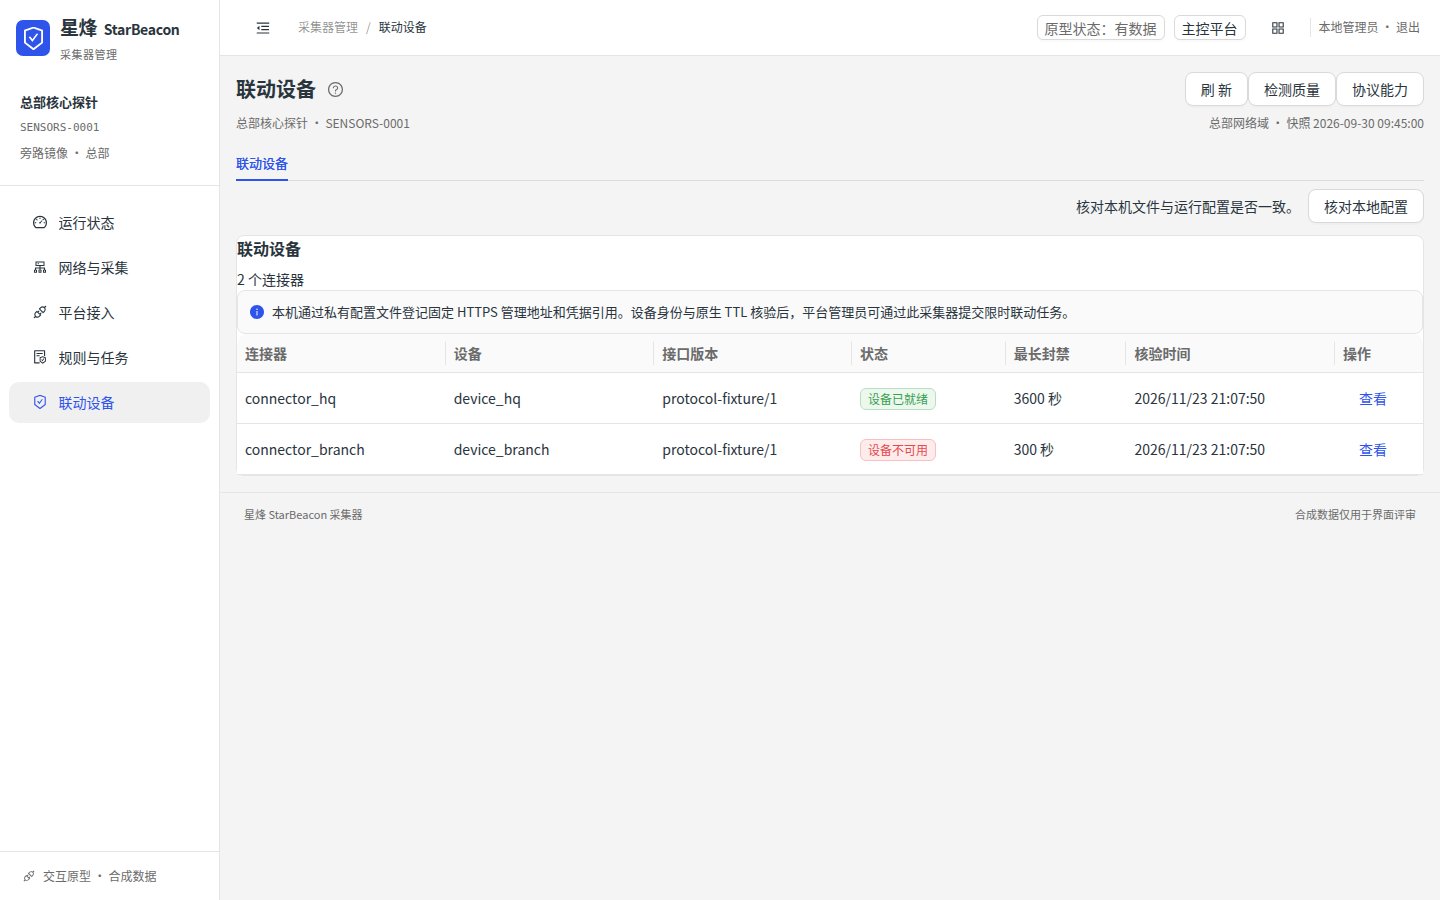 星烽 StarBeacon
采集器管理
总部核心探针
SENSORS-0001
旁路镜像 · 总部
运行状态
网络与采集
平台接入
规则与任务
联动设备
交互原型 · 合成数据
采集器管理 / 联动设备
原型状态：有数据
主控平台
本地管理员 · 退出
联动设备
刷 新
检测质量
协议能力
总部核心探针 · SENSORS-0001
总部网络域 · 快照 2026-09-30 09:45:00
联动设备
核对本机文件与运行配置是否一致。
核对本地配置
联动设备
2 个连接器
本机通过私有配置文件登记固定 HTTPS 管理地址和凭据引用。设备身份与原生 TTL 核验后，平台管理员可通过此采集器提交限时联动任务。
连接器 设备 接口版本 状态 最长封禁 核验时间 操作
connector_hq device_hq protocol-fixture/1 设备已就绪 3600 秒 2026/11/23 21:07:50 查看
connector_branch device_branch protocol-fixture/1 设备不可用 300 秒 2026/11/23 21:07:50 查看
星烽 StarBeacon 采集器
合成数据仅用于界面评审